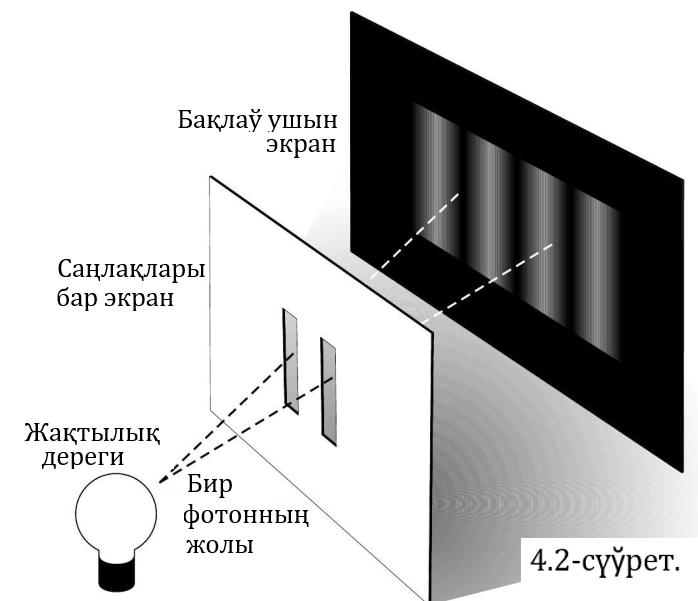 Бақлаў ушын
экран
Саңлақлары
бар экран
Жақтылық
дереги
Бир
фотонның
жолы
4.2-сүўрет.